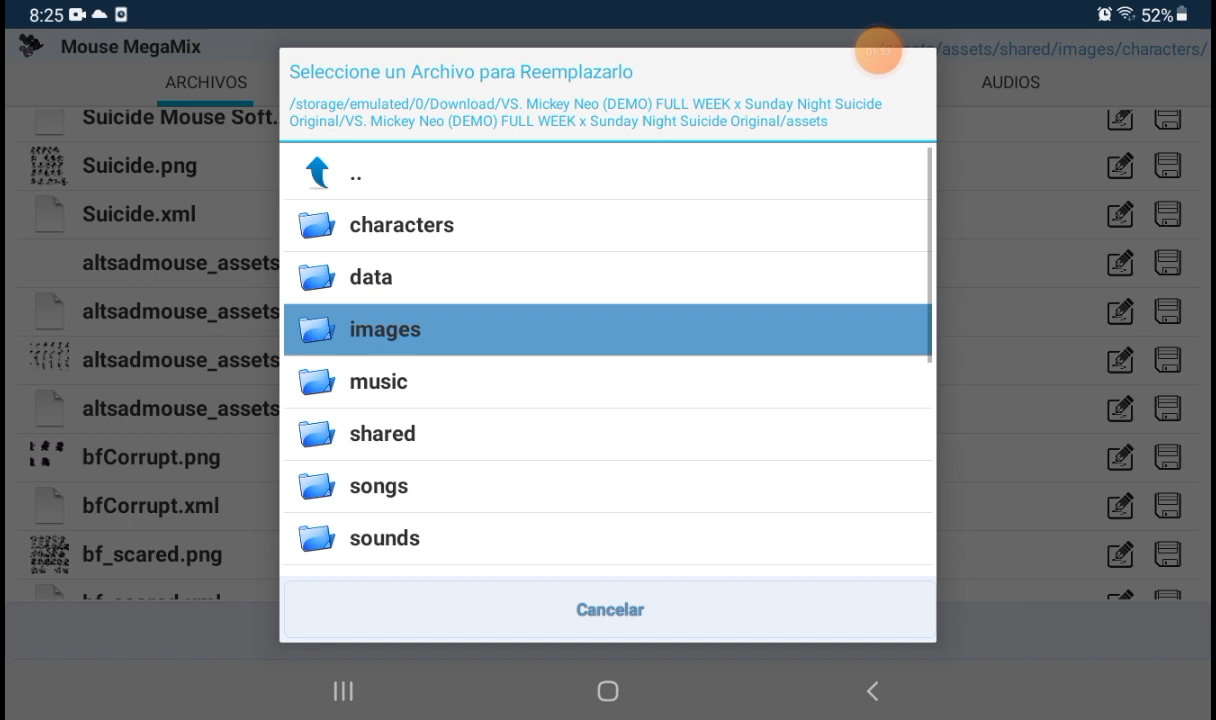 8:25
52%
Mouse MegaMix
/assets/shared/images/characters/
ARCHIVOS
AUDIOS
Seleccione un Archivo para Reemplazarlo
/storage/emulated/0/Download/VS. Mickey Neo (DEMO) FULL WEEK x Sunday Night Suicide
Original/VS. Mickey Neo (DEMO) FULL WEEK x Sunday Night Suicide Original/assets
..
characters
data
images
music
shared
songs
sounds
Cancelar
Suicide Mouse Soft.
Suicide.png
Suicide.xml
altsadmouse_assets
altsadmouse_assets
altsadmouse_assets
altsadmouse_assets
bfCorrupt.png
bfCorrupt.xml
bf_scared.png